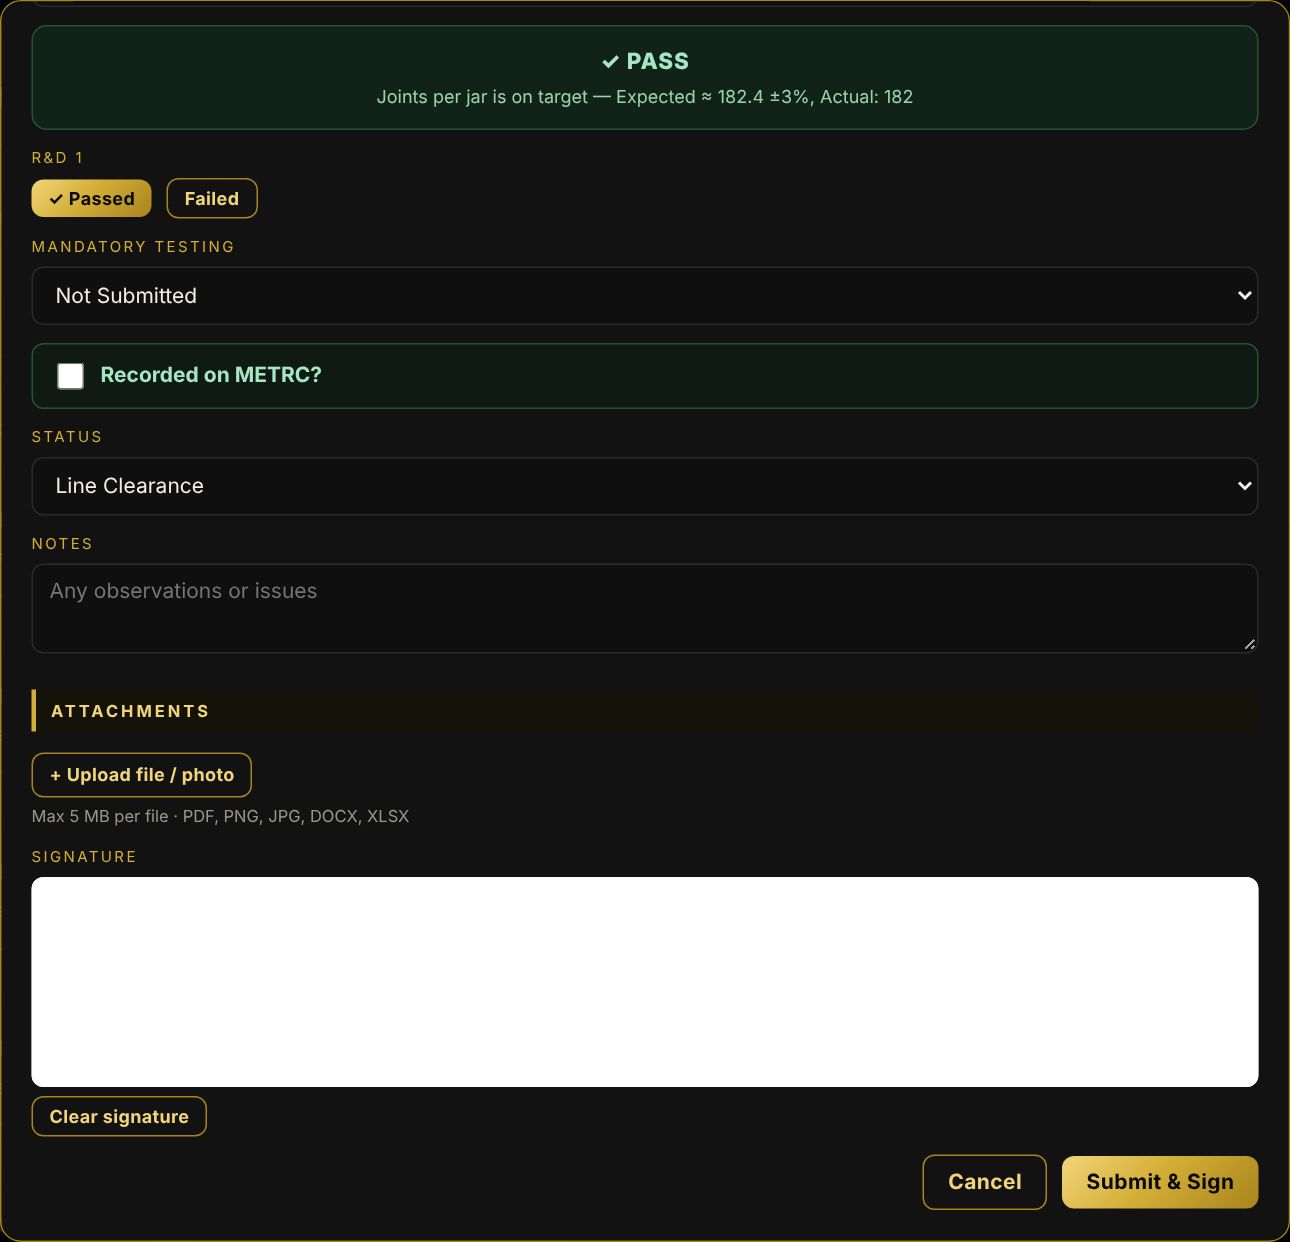 ✓ PASS
Joints per jar is on target — Expected ≈ 182.4 ±3%, Actual: 182
R&D 1
✓ Passed
Failed
MANDATORY TESTING
Not Submitted
Recorded on METRC?
STATUS
Line Clearance
NOTES
Any observations or issues
ATTACHMENTS
+ Upload file / photo
Max 5 MB per file · PDF, PNG, JPG, DOCX, XLSX
SIGNATURE
Clear signature
Cancel
Submit & Sign